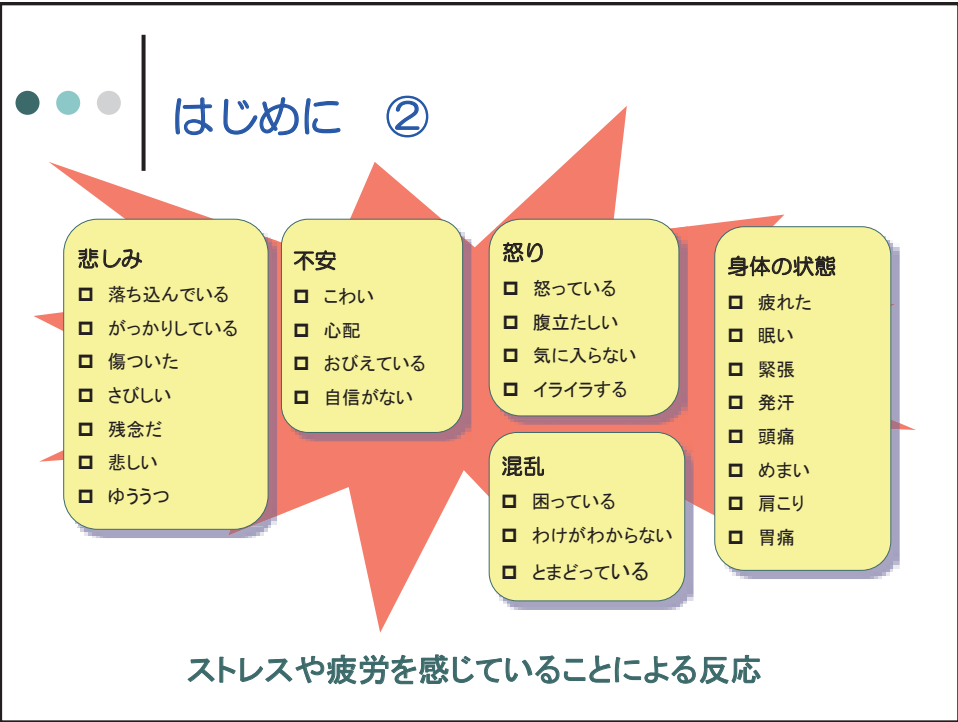 はじめに　②
悲しみ
□ 落ち込んでいる
□ がっかりしている
□ 傷ついた
□ さびしい
□ 残念だ
□ 悲しい
□ ゆううつ
不安
□ こわい
□ 心配
□ おびえている
□ 自信がない
怒り
□ 怒っている
□ 腹立たしい
□ 気に入らない
□ イライラする
混乱
□ 困っている
□ わけがわからない
□ とまどっている
身体の状態
□ 疲れた
□ 眠い
□ 緊張
□ 発汗
□ 頭痛
□ めまい
□ 肩こり
□ 胃痛
ストレスや疲労を感じていることによる反応